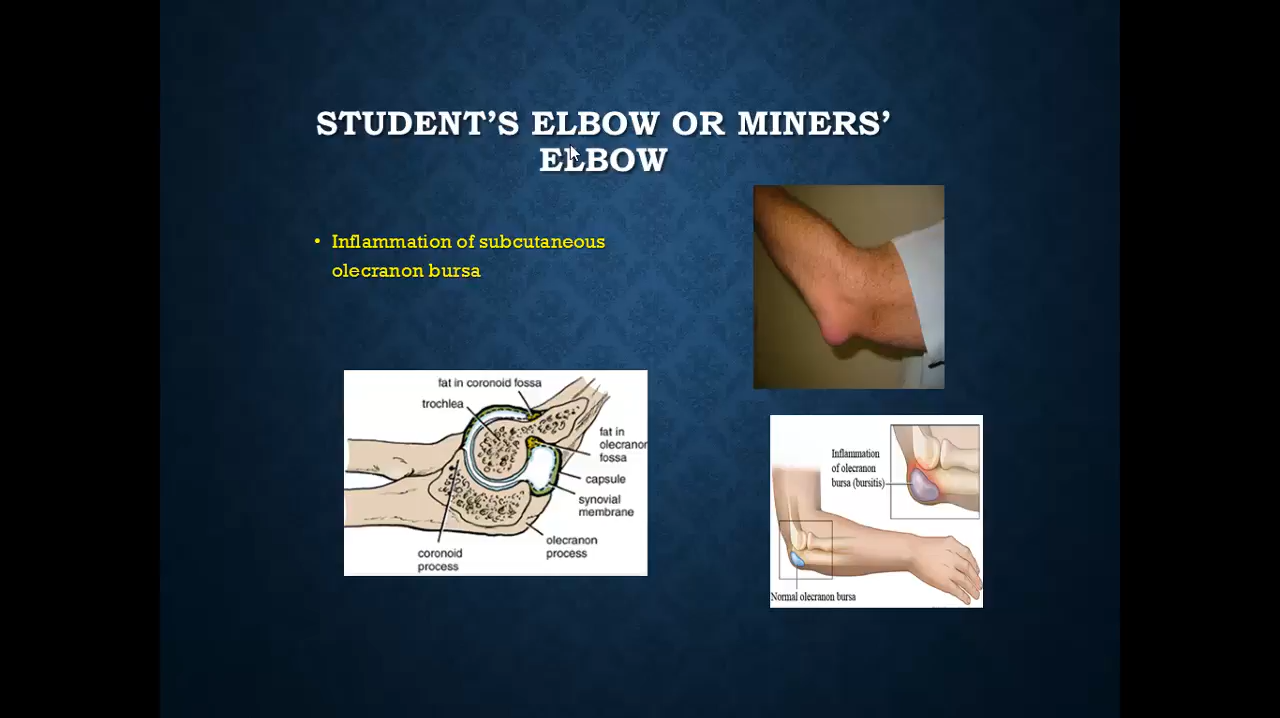 STUDENT’S ELBOW OR MINERS’
ELBOW
• Inflammation of subcutaneous
olecranon bursa
fat in coronoid fossa
trochlea
fat in
olecranon
fossa
capsule
synovial
membrane
olecranon
process
coronoid
process
Inflammation
of olecranon
bursa (bursitis)
Normal olecranon bursa